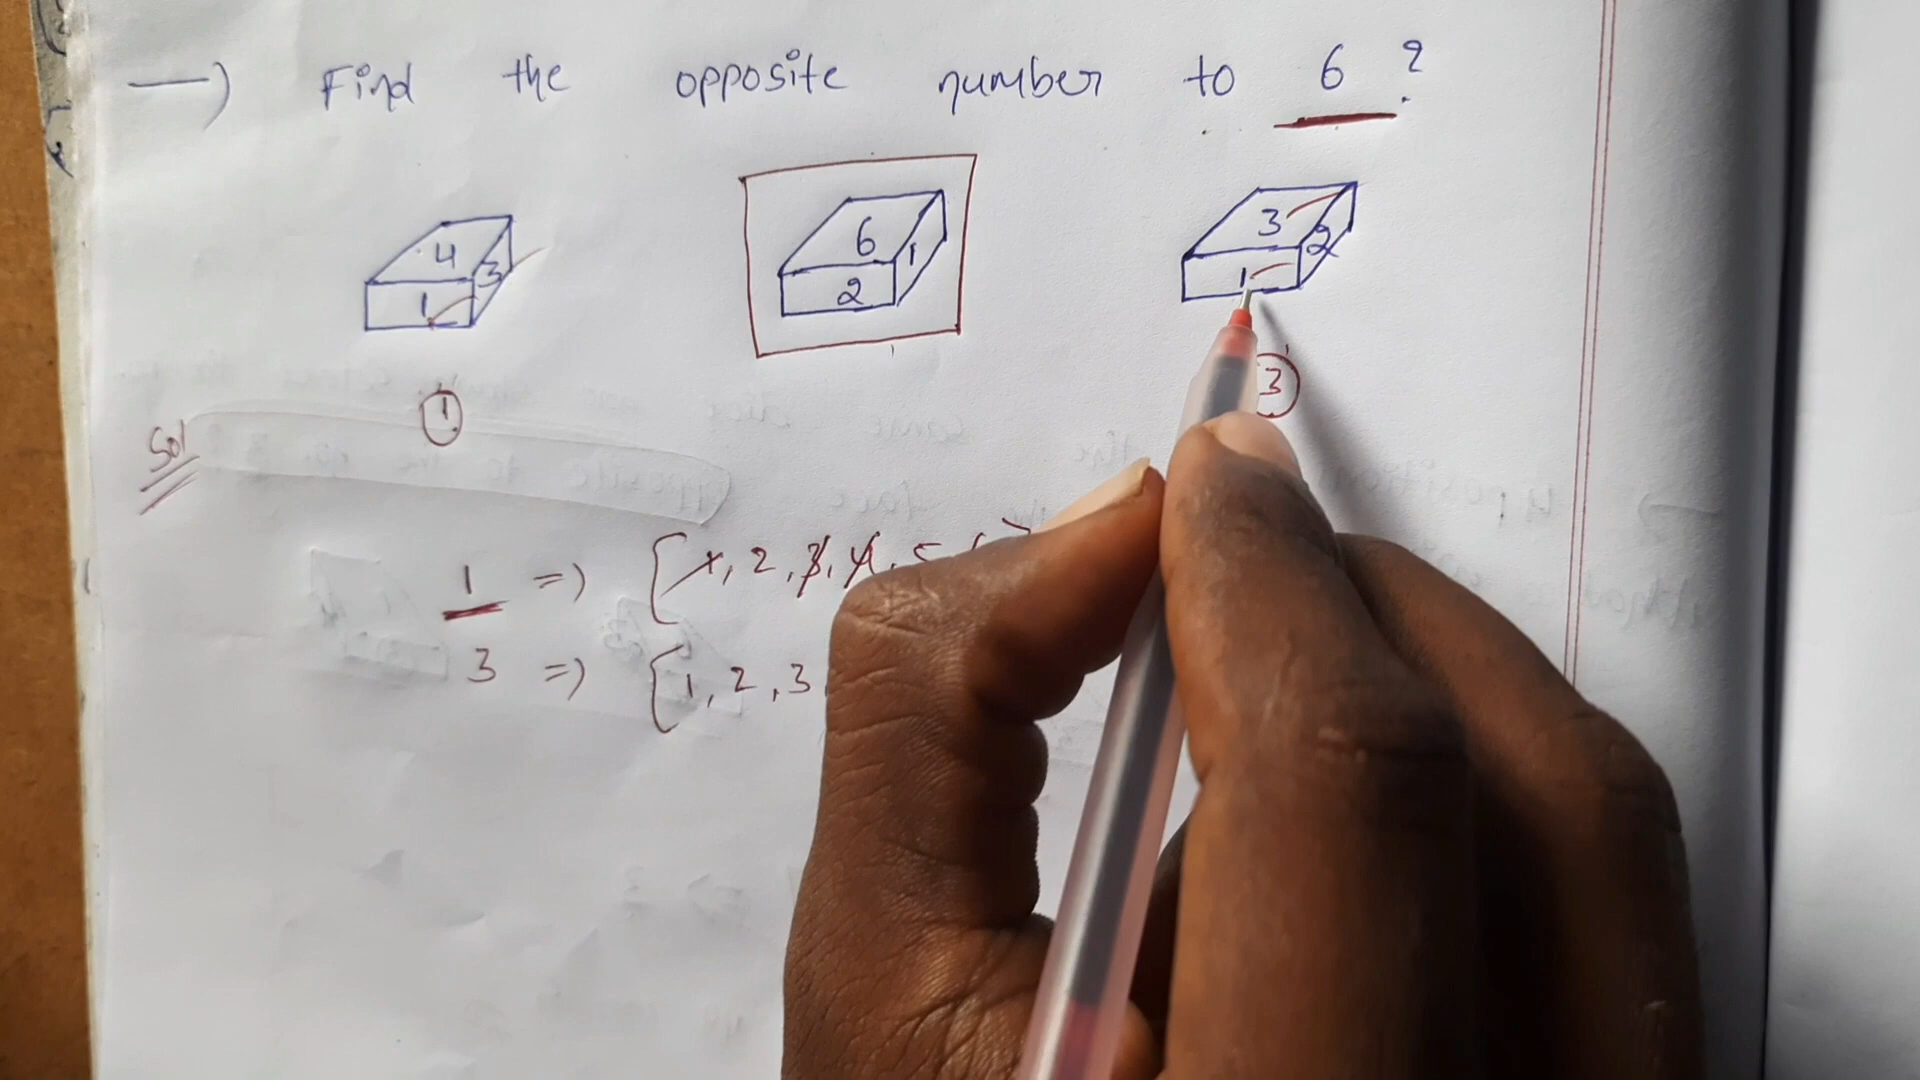 —) Find the opposite number to 6 ?
4 3 1
6 1 2
3 2 1
1 3
Sol
1 => {1, 2, 3, 4, 5
3 => {1, 2, 3